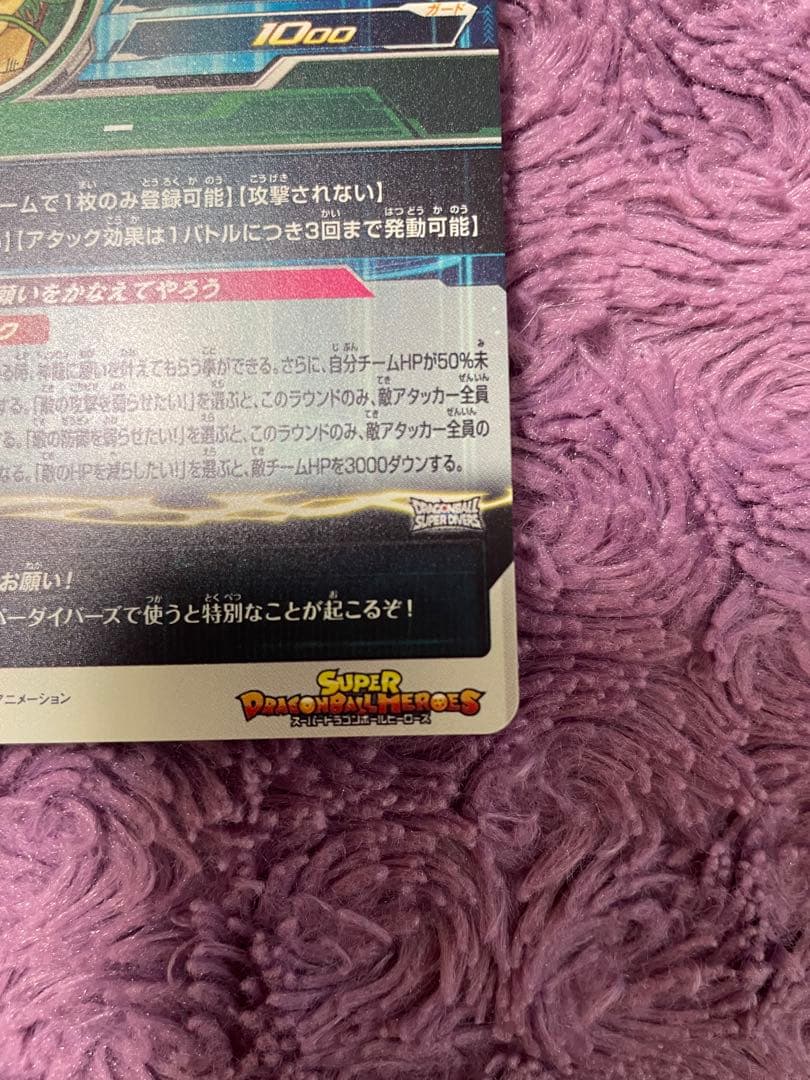 ガード
1000
ームで1枚のみ登録可能】【攻撃されない】
】【アタック効果は1バトルにつき3回まで発動可能】
願いをかなえてやろう
ク
る時、神龍に願いを叶えてもらう事ができる。さらに、自分チームHPが50%未
する。「敵の攻撃を弱らせたい!」を選ぶと、このラウンドのみ、敵アタッカー全員
する。「敵の防御を弱らせたい!」を選ぶと、このラウンドのみ、敵アタッカー全員の
なる。「敵のHPを減らしたい!」を選ぶと、敵チームHPを3000ダウンする。
DRAGONBALL
SUPER DIVERS
お願い!
パーダイバーズで使うと特別なことが起こるぞ!
アニメーション
SUPER
DRAGONBALL HEROES
スーパードラゴンボールヒーローズ